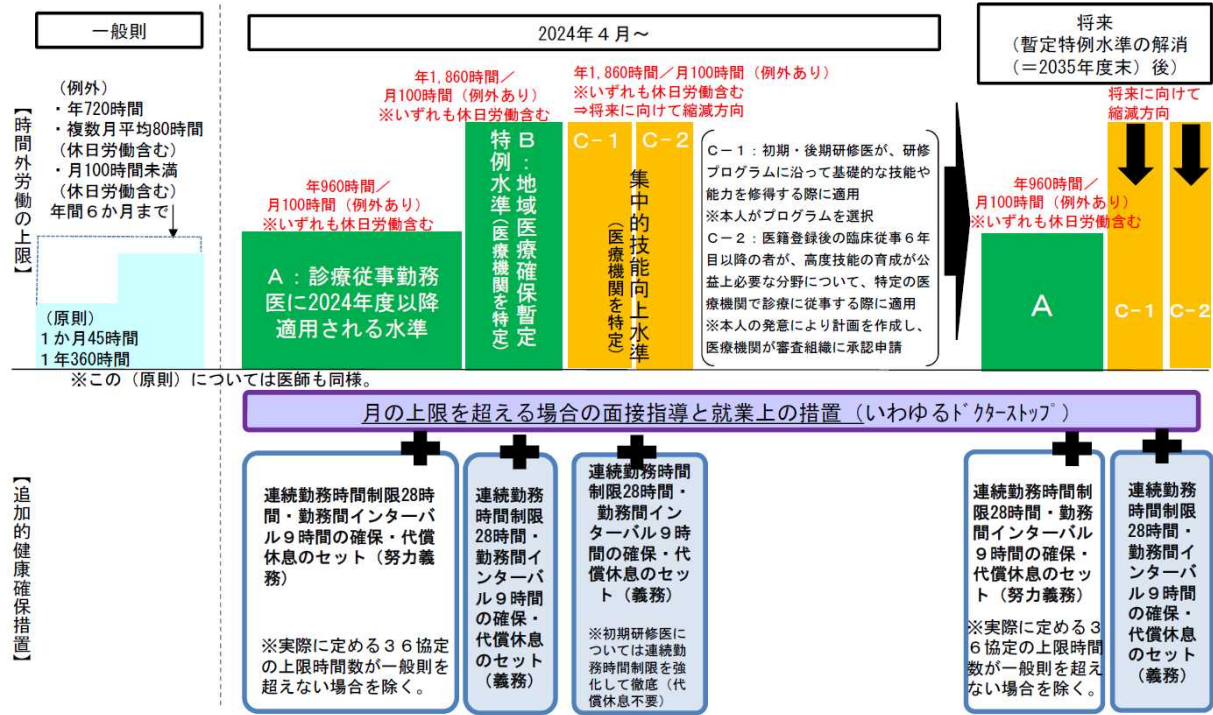 一般則
（例外）
・年720時間
・複数月平均80時間
（休日労働含む）
・月100時間未満
（休日労働含む）
年間６か月まで
【時間外労働の上限】
（原則）
１か月45時間
１年360時間
※この（原則）については医師も同様。
2024年４月～
年960時間／
月100時間（例外あり）
※いずれも休日労働含む
A：診療従事勤務
医に2024年度以降
適用される水準
年1,860時間／
月100時間（例外あり）
※いずれも休日労働含む
B：地域医療確保暫定
特例水準（医療機関を特定）
年1,860時間／月100時間（例外あり）
※いずれも休日労働含む
⇒将来に向けて縮減方向
C－1
C－2
集中的技能向上水準
（医療機関を特定）
C－1：初期・後期研修医が、研修
プログラムに沿って基礎的な技能や
能力を修得する際に適用
※本人がプログラムを選択
C－2：医籍登録後の臨床従事６年
目以降の者が、高度技能の育成が公
益上必要な分野について、特定の医
療機関で診療に従事する際に適用
※本人の発意により計画を作成し、
医療機関が審査組織に承認申請
将来
（暫定特例水準の解消
（＝2035年度末）後）
将来に向けて
縮減方向
年960時間／
月100時間（例外あり）
※いずれも休日労働含む
A
C－1
C－2
【追加的健康確保措置】
月の上限を超える場合の面接指導と就業上の措置（いわゆるﾄﾞｸﾀｰｽﾄｯﾌﾟ）
連続勤務時間制限28時
間・勤務間インターバ
ル９時間の確保・代償
休息のセット（努力義
務）
※実際に定める３６協定
の上限時間数が一般則を
超えない場合を除く。
連続勤務
時間制限
28時間・
勤務間イ
ンターバ
ル９時間
の確保・
代償休息
のセット
（義務）
連続勤務時間
制限28時間・
勤務間イン
ターバル９時
間の確保・代
償休息のセッ
ト（義務）
※初期研修医に
ついては連続勤
務時間制限を強
化して徹底（代
償休息不要）
連続勤務時間制
限28時間・勤務
間インターバル
９時間の確保・
代償休息のセッ
ト（努力義務）
※実際に定める３
６協定の上限時間
数が一般則を超え
ない場合を除く。
連続勤務
時間制限
28時間・
勤務間イ
ンターバ
ル９時間
の確保・
代償休息
のセット
（義務）